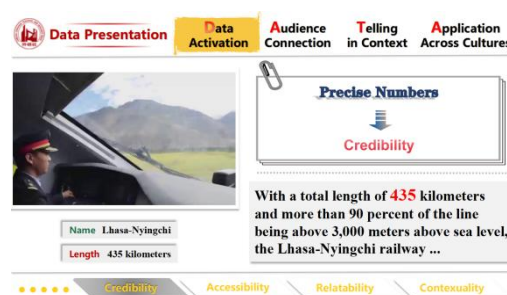 Data Presentation
Data Activation
Audience Connection
Telling in Context
Application Across Cultures
Precise Numbers
Credibility
Name Lhasa-Nyingchi
Length 435 kilometers
With a total length of 435 kilometers
and more than 90 percent of the line
being above 3,000 meters above sea level,
the Lhasa-Nyingchi railway ...
Credibility
Accessibility
Relatability
Contexuality